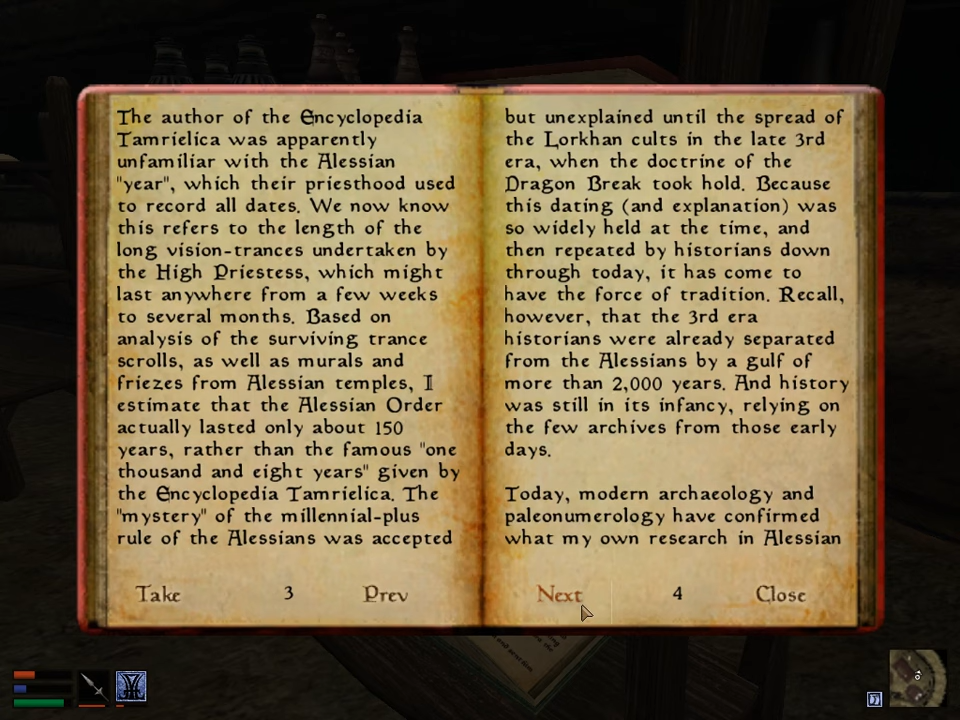 The author of the Encyclopedia
Tamrielica was apparently
unfamiliar with the Alessian
"year", which their priesthood used
to record all dates. We now know
this refers to the length of the
long vision-trances undertaken by
the High Priestess, which might
last anywhere from a few weeks
to several months. Based on
analysis of the surviving trance
scrolls, as well as murals and
friezes from Alessian temples, I
estimate that the Alessian Order
actually lasted only about 150
years, rather than the famous "one
thousand and eight years" given by
the Encyclopedia Tamrielica. The
"mystery" of the millennial-plus
rule of the Alessians was accepted
but unexplained until the spread of
the Lorkhan cults in the late 3rd
era, when the doctrine of the
Dragon Break took hold. Because
this dating (and explanation) was
so widely held at the time, and
then repeated by historians down
through today, it has come to
have the force of tradition. Recall,
however, that the 3rd era
historians were already separated
from the Alessians by a gulf of
more than 2,000 years. And history
was still in its infancy, relying on
the few archives from those early
days.
Today, modern archaeology and
paleonumerology have confirmed
what my own research in Alessian
Take 3 Prev Next 4 Close